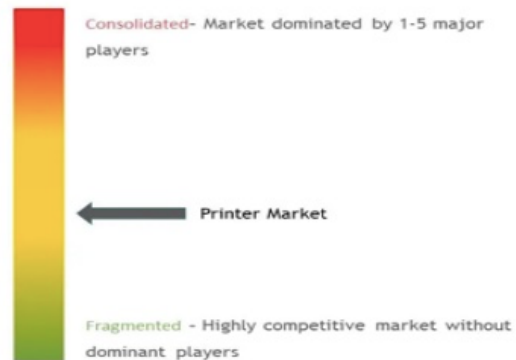 Consolidated- Market dominated by 1-5 major
players
Printer Market
Fragmented - Highly competitive market without
dominant players